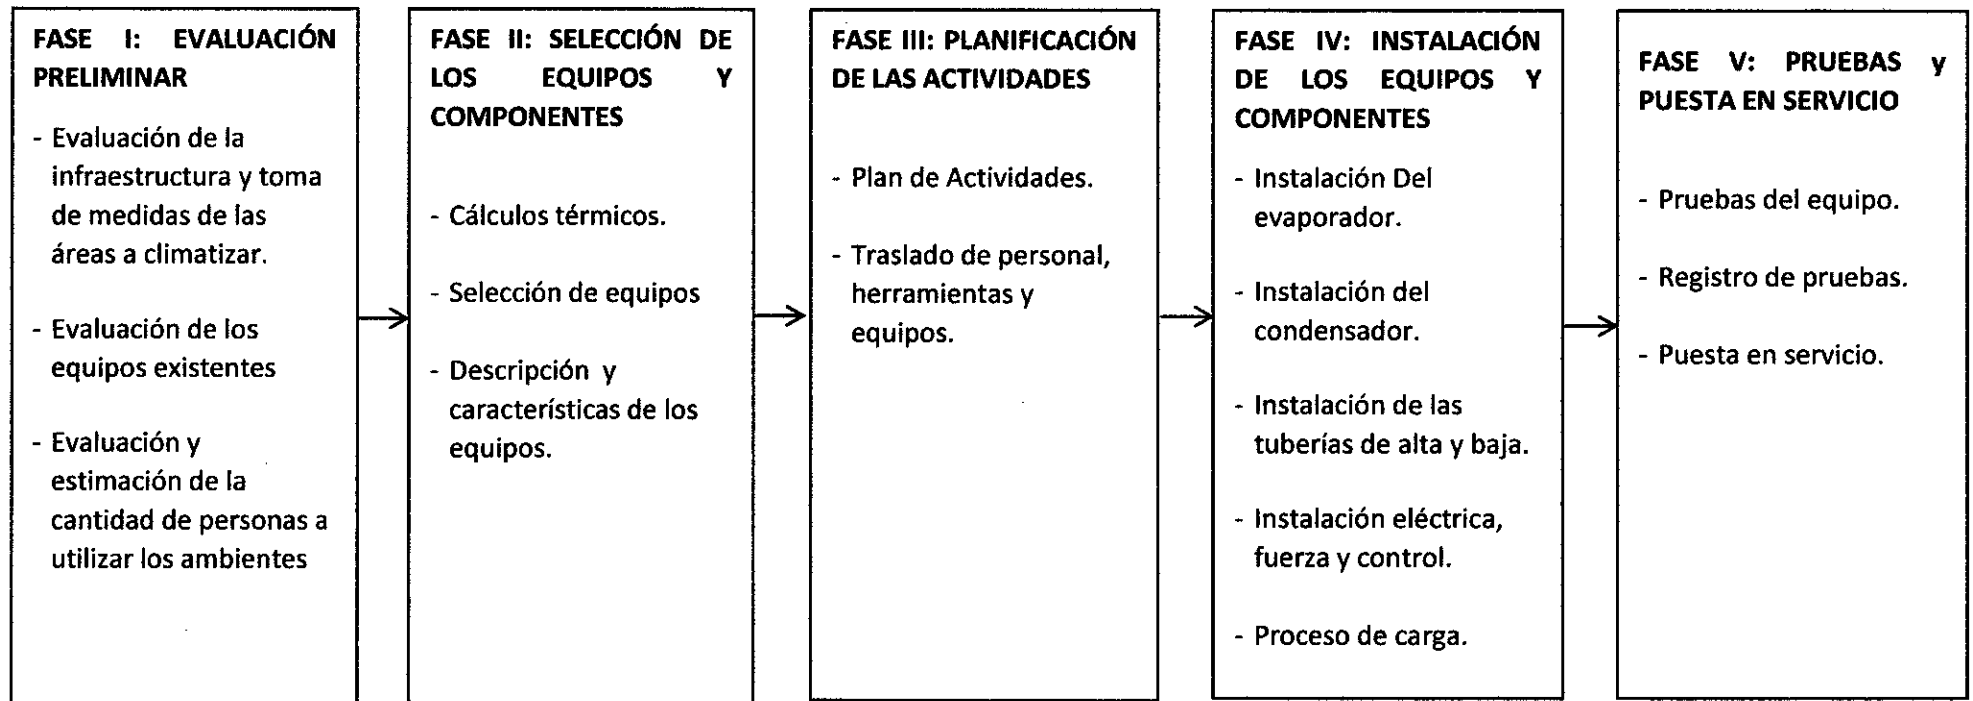 FASE I: EVALUACIÓN
PRELIMINAR
- Evaluación de la
infraestructura y toma
de medidas de las
áreas a climatizar.
- Evaluación de los
equipos existentes
- Evaluación y
estimación de la
cantidad de personas a
utilizar los ambientes
FASE II: SELECCIÓN DE
LOS EQUIPOS Y
COMPONENTES
- Cálculos térmicos.
- Selección de equipos
- Descripción y
características de los
equipos.
FASE III: PLANIFICACIÓN
DE LAS ACTIVIDADES
- Plan de Actividades.
- Traslado de personal,
herramientas y
equipos.
FASE IV: INSTALACIÓN
DE LOS EQUIPOS Y
COMPONENTES
- Instalación Del
evaporador.
- Instalación del
condensador.
- Instalación de las
tuberías de alta y baja.
- Instalación eléctrica,
fuerza y control.
- Proceso de carga.
FASE V: PRUEBAS y
PUESTA EN SERVICIO
- Pruebas del equipo.
- Registro de pruebas.
- Puesta en servicio.